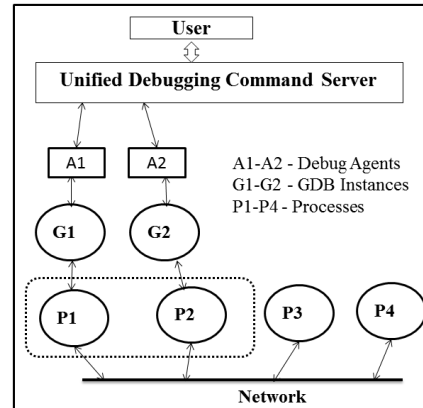 User
Unified Debugging Command Server
A1 A2
A1-A2 - Debug Agents
G1-G2 - GDB Instances
P1-P4 - Processes
G1 G2
P1 P2 P3 P4
Network